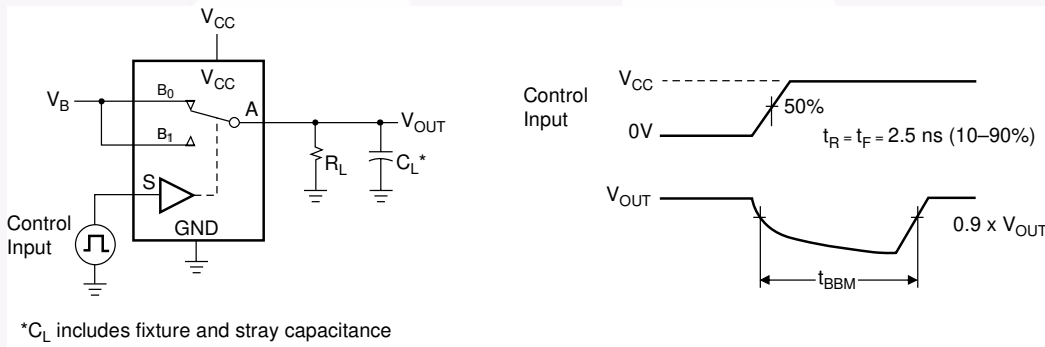 V_CC
V_CC
V_B
B_0
A
V_OUT
B_1
R_L
C_L*
S
GND
Control
Input
*C_L includes fixture and stray capacitance
V_CC
Control
Input
50%
0V
t_R = t_F = 2.5 ns (10–90%)
V_OUT
0.9 x V_OUT
t_BBM